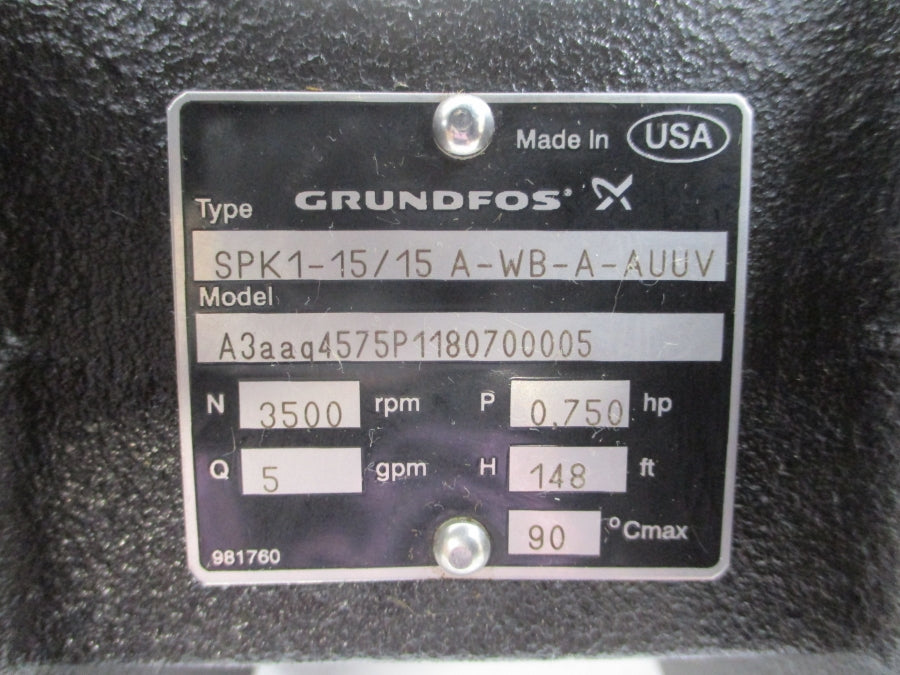 Made In USA
GRUNDFOS
Type
SPK1-15/15 A-WB-A-AUUV
Model
A3aaq4575P1180700005
N 3500 rpm P 0,750 hp
Q 5 gpm H 148 ft
90 °Cmax
981760